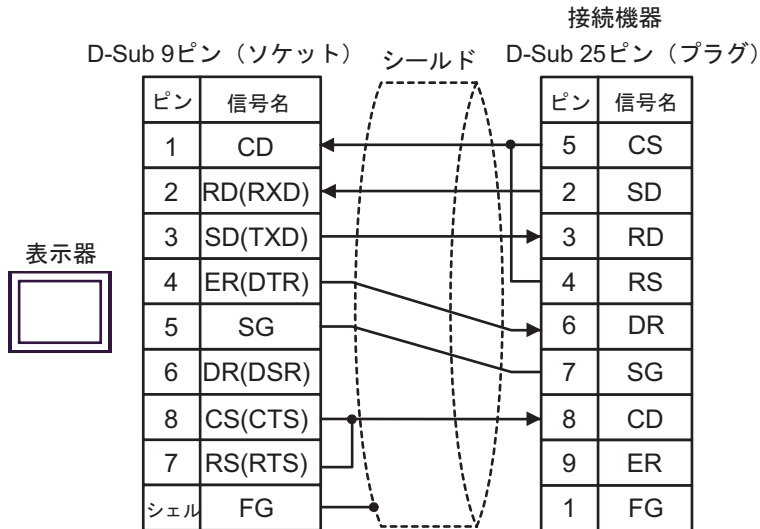 接続機器
D-Sub 9ピン（ソケット） シールド D-Sub 25ピン（プラグ）
ピン 信号名 ピン 信号名
1 CD 5 CS
2 RD(RXD) 2 SD
3 SD(TXD) 3 RD
表示器
4 ER(DTR) 4 RS
5 SG 6 DR
6 DR(DSR) 7 SG
8 CS(CTS) 8 CD
7 RS(RTS) 9 ER
シェル FG 1 FG